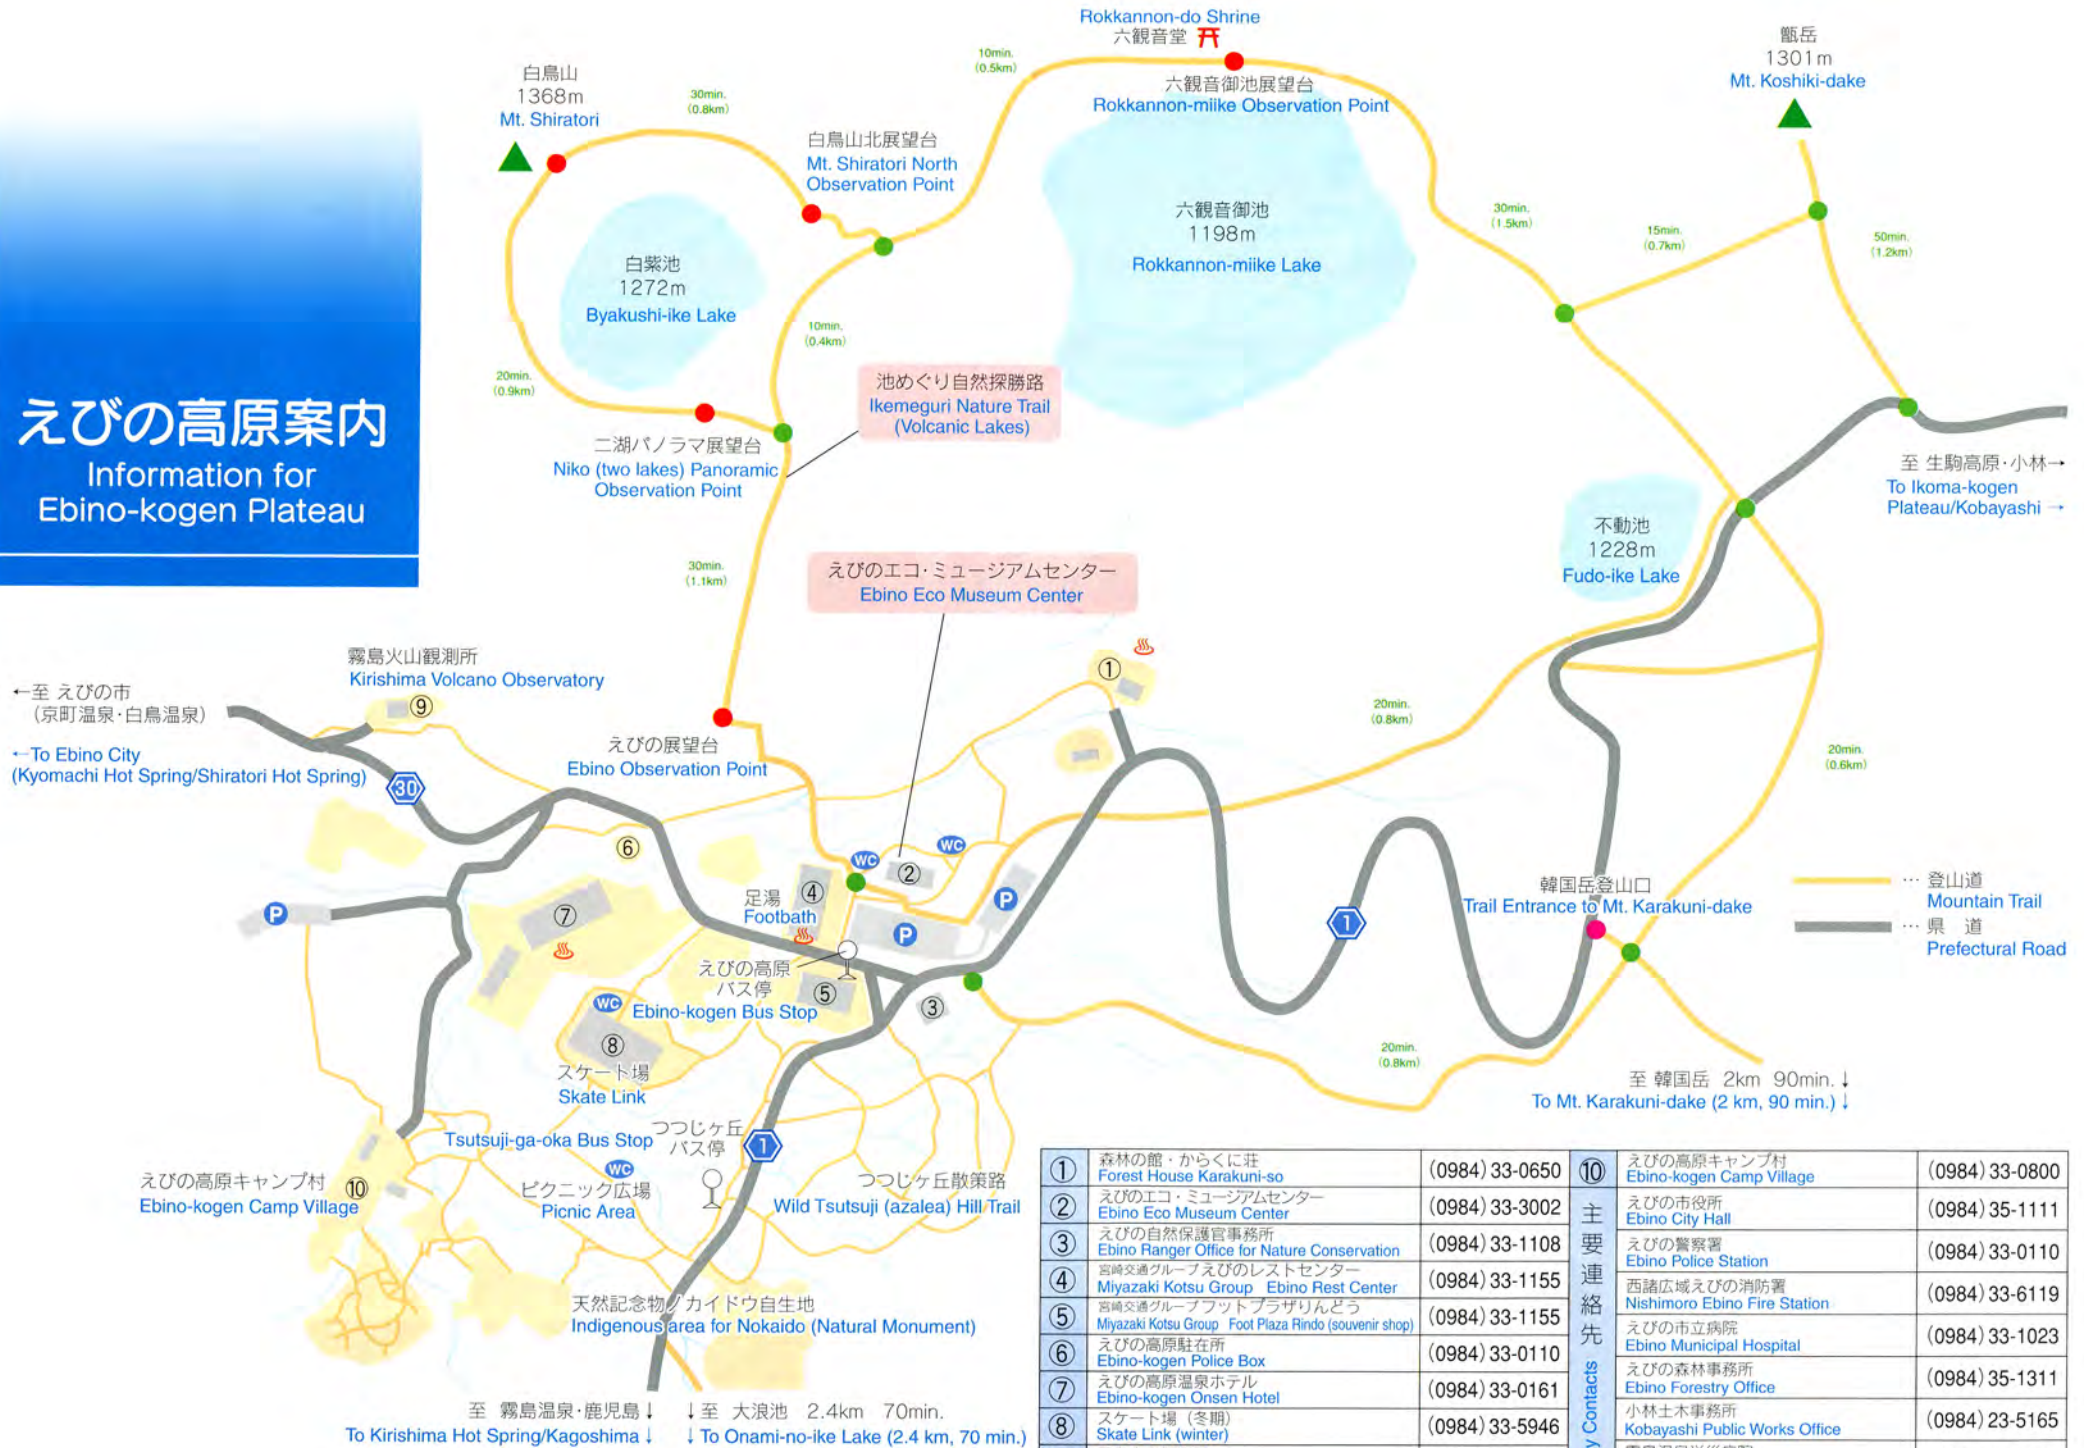 えびの高原案内
Information for
Ebino-kogen Plateau
白鳥山
1368m
Mt. Shiratori
30min.
(0.8km)
白鳥山北展望台
Mt. Shiratori North
Observation Point
10min.
(0.5km)
Rokkannon-do Shrine
六観音堂
六観音御池展望台
Rokkannon-miike Observation Point
甑岳
1301m
Mt. Koshiki-dake
白紫池
1272m
Byakushi-ike Lake
六観音御池
1198m
Rokkannon-miike Lake
30min.
(1.5km)
15min.
(0.7km)
50min.
(1.2km)
10min.
(0.4km)
20min.
(0.9km)
池めぐり自然探勝路
Ikemeguri Nature Trail
(Volcanic Lakes)
二湖パノラマ展望台
Niko (two lakes) Panoramic
Observation Point
至 生駒高原・小林→
To Ikoma-kogen
Plateau/Kobayashi →
不動池
1228m
Fudo-ike Lake
30min.
(1.1km)
えびのエコ・ミュージアムセンター
Ebino Eco Museum Center
霧島火山観測所
Kirishima Volcano Observatory
⑨
①
←至 えびの市
(京町温泉・白鳥温泉)
←To Ebino City
(Kyomachi Hot Spring/Shiratori Hot Spring)
30
えびの展望台
Ebino Observation Point
20min.
(0.8km)
20min.
(0.6km)
⑥
WC
WC
②
④
足湯
Footbath
P
P
P
⑦
1
韓国岳登山口
Trail Entrance to Mt. Karakuni-dake
… 登山道
Mountain Trail
… 県 道
Prefectural Road
えびの高原
バス停
Ebino-kogen Bus Stop
⑤
③
WC
⑧
スケート場
Skate Link
20min.
(0.8km)
至 韓国岳 2km 90min.↓
To Mt. Karakuni-dake (2 km, 90 min.) ↓
つつじヶ丘
バス停
Tsutsuji-ga-oka Bus Stop
1
WC
ピクニック広場
Picnic Area
つつじヶ丘散策路
Wild Tsutsuji (azalea) Hill Trail
えびの高原キャンプ村
Ebino-kogen Camp Village
⑩
天然記念物ノカイドウ自生地
Indigenous area for Nokaido (Natural Monument)
至 霧島温泉・鹿児島↓
To Kirishima Hot Spring/Kagoshima ↓
↓至 大浪池 2.4km 70min.
↓To Onami-no-ike Lake (2.4 km, 70 min.)
① 森林の館・からくに荘
Forest House Karakuni-so (0984)33-0650
② えびのエコ・ミュージアムセンター
Ebino Eco Museum Center (0984)33-3002
③ えびの自然保護官事務所
Ebino Ranger Office for Nature Conservation (0984)33-1108
④ 宮崎交通グループえびのレストセンター
Miyazaki Kotsu Group Ebino Rest Center (0984)33-1155
⑤ 宮崎交通グループフットプラザりんどう
Miyazaki Kotsu Group Foot Plaza Rindo (souvenir shop) (0984)33-1155
⑥ えびの高原駐在所
Ebino-kogen Police Box (0984)33-0110
⑦ えびの高原温泉ホテル
Ebino-kogen Onsen Hotel (0984)33-0161
⑧ スケート場(冬期)
Skate Link (winter) (0984)33-5946
⑩ えびの高原キャンプ村
Ebino-kogen Camp Village (0984)33-0800
主要連絡先
y Contacts
えびの市役所
Ebino City Hall (0984)35-1111
えびの警察署
Ebino Police Station (0984)33-0110
西諸広域えびの消防署
Nishimoro Ebino Fire Station (0984)33-6119
えびの市立病院
Ebino Municipal Hospital (0984)33-1023
えびの森林事務所
Ebino Forestry Office (0984)35-1311
小林土木事務所
Kobayashi Public Works Office (0984)23-5165